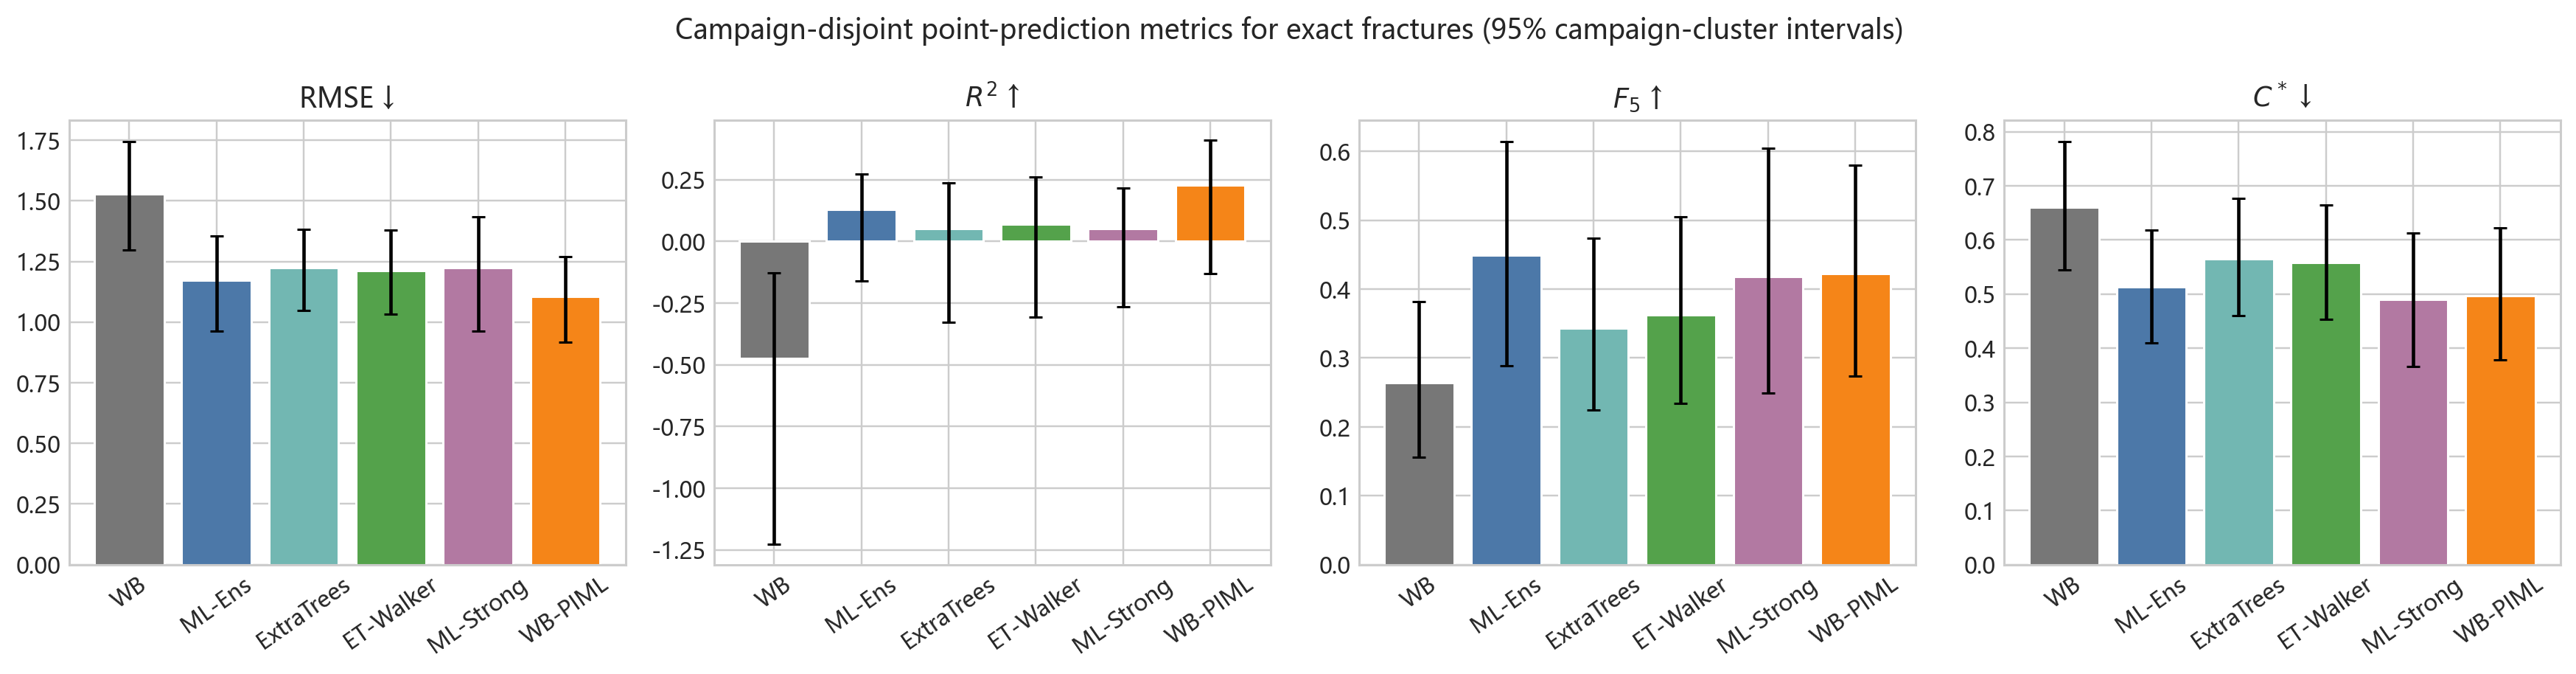 Campaign-disjoint point-prediction metrics for exact fractures (95% campaign-cluster intervals)
RMSE ↓
1.75
1.50
1.25
1.00
0.75
0.50
0.25
0.00
WB
ML-Ens
ExtraTrees
ET-Walker
ML-Strong
WB-PIML
R² ↑
0.25
0.00
-0.25
-0.50
-0.75
-1.00
-1.25
WB
ML-Ens
ExtraTrees
ET-Walker
ML-Strong
WB-PIML
F₅ ↑
0.6
0.5
0.4
0.3
0.2
0.1
0.0
WB
ML-Ens
ExtraTrees
ET-Walker
ML-Strong
WB-PIML
C* ↓
0.8
0.7
0.6
0.5
0.4
0.3
0.2
0.1
0.0
WB
ML-Ens
ExtraTrees
ET-Walker
ML-Strong
WB-PIML